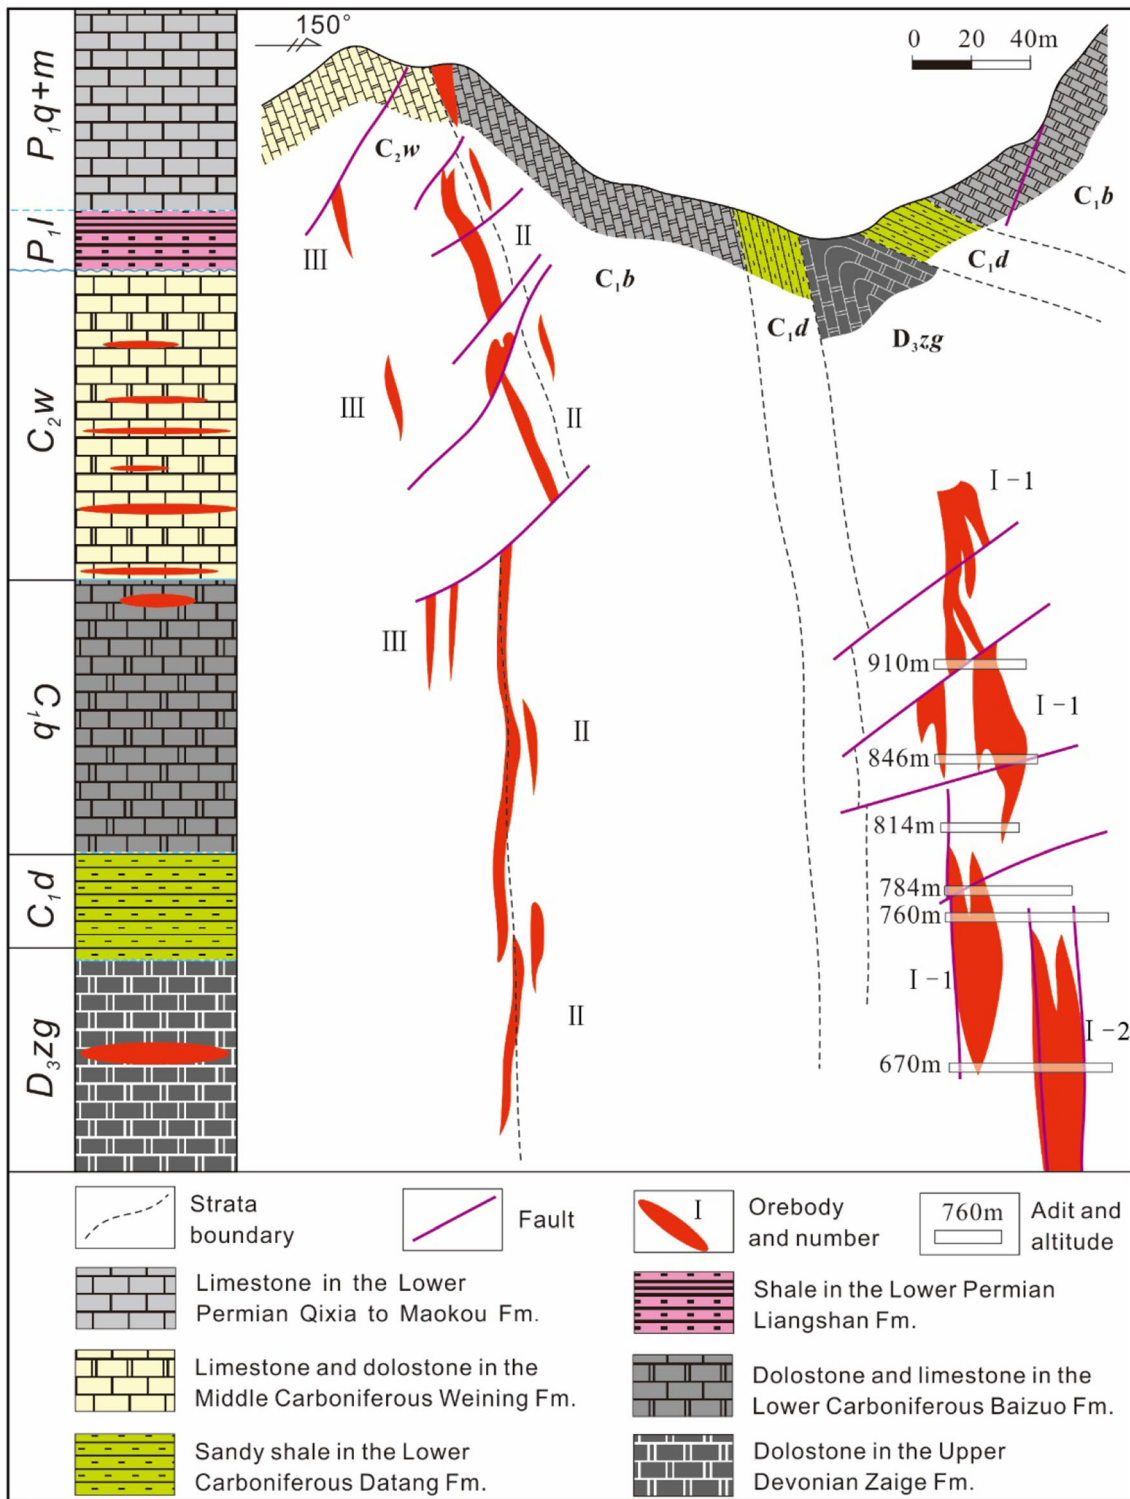 P₁q+m
P₁l
C₂w
C₁b
C₁d
D₃zg
150°
0 20 40m
C₂w
C₁b
C₁b
C₁d
C₁d
D₃zg
III
II
III
II
I-1
III
910m
I-1
II
846m
814m
784m
760m
I-1
II
I-2
670m
Strata
boundary
Fault
I
Orebody
and number
760m
Adit and
altitude
Limestone in the Lower
Permian Qixia to Maokou Fm.
Shale in the Lower Permian
Liangshan Fm.
Limestone and dolostone in the
Middle Carboniferous Weining Fm.
Dolostone and limestone in the
Lower Carboniferous Baizuo Fm.
Sandy shale in the Lower
Carboniferous Datang Fm.
Dolostone in the Upper
Devonian Zaige Fm.